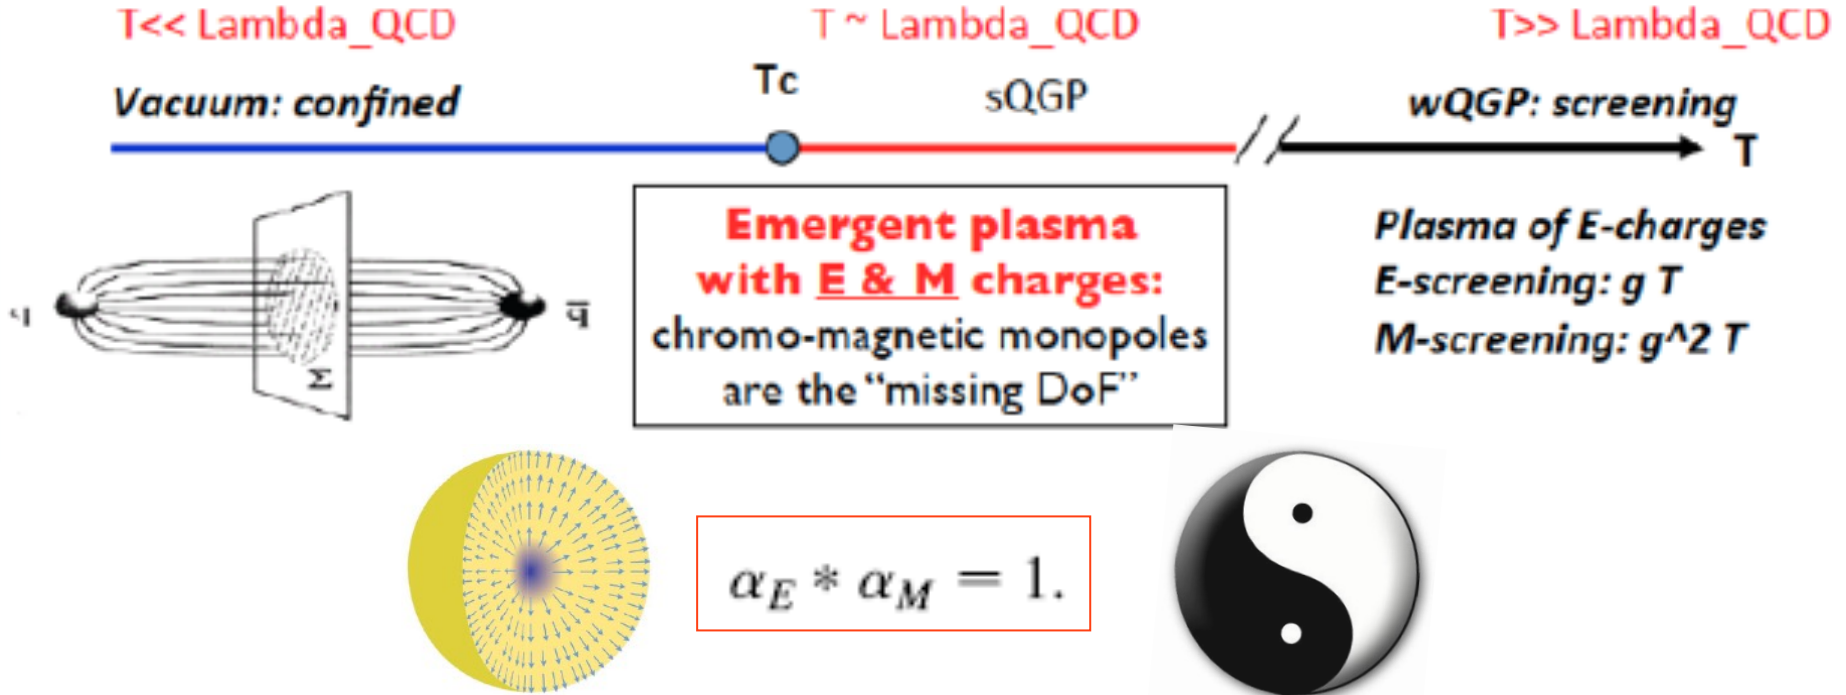 T<< Lambda_QCD
T ~ Lambda_QCD
T>> Lambda_QCD
Vacuum: confined
Tc
sQGP
wQGP: screening
T
Emergent plasma
with E & M charges:
chromo-magnetic monopoles
are the “missing DoF”
Plasma of E-charges
E-screening: g T
M-screening: g^2 T
q̄
Σ
α_E * α_M = 1.